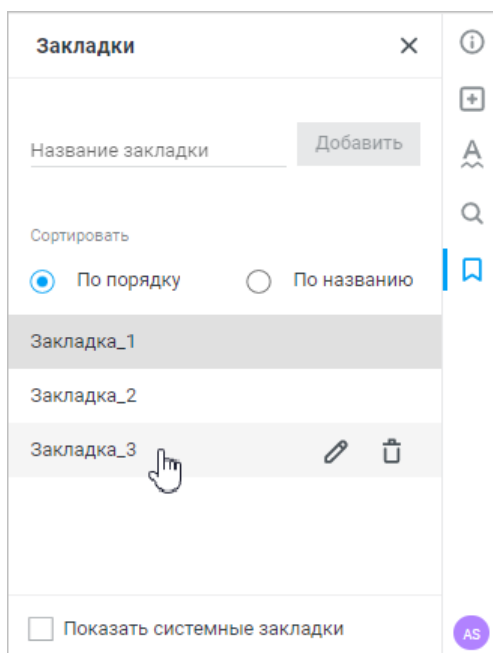 Закладки
Название закладки
Добавить
Сортировать
По порядку По названию
Закладка_1
Закладка_2
Закладка_3
Показать системные закладки
AS